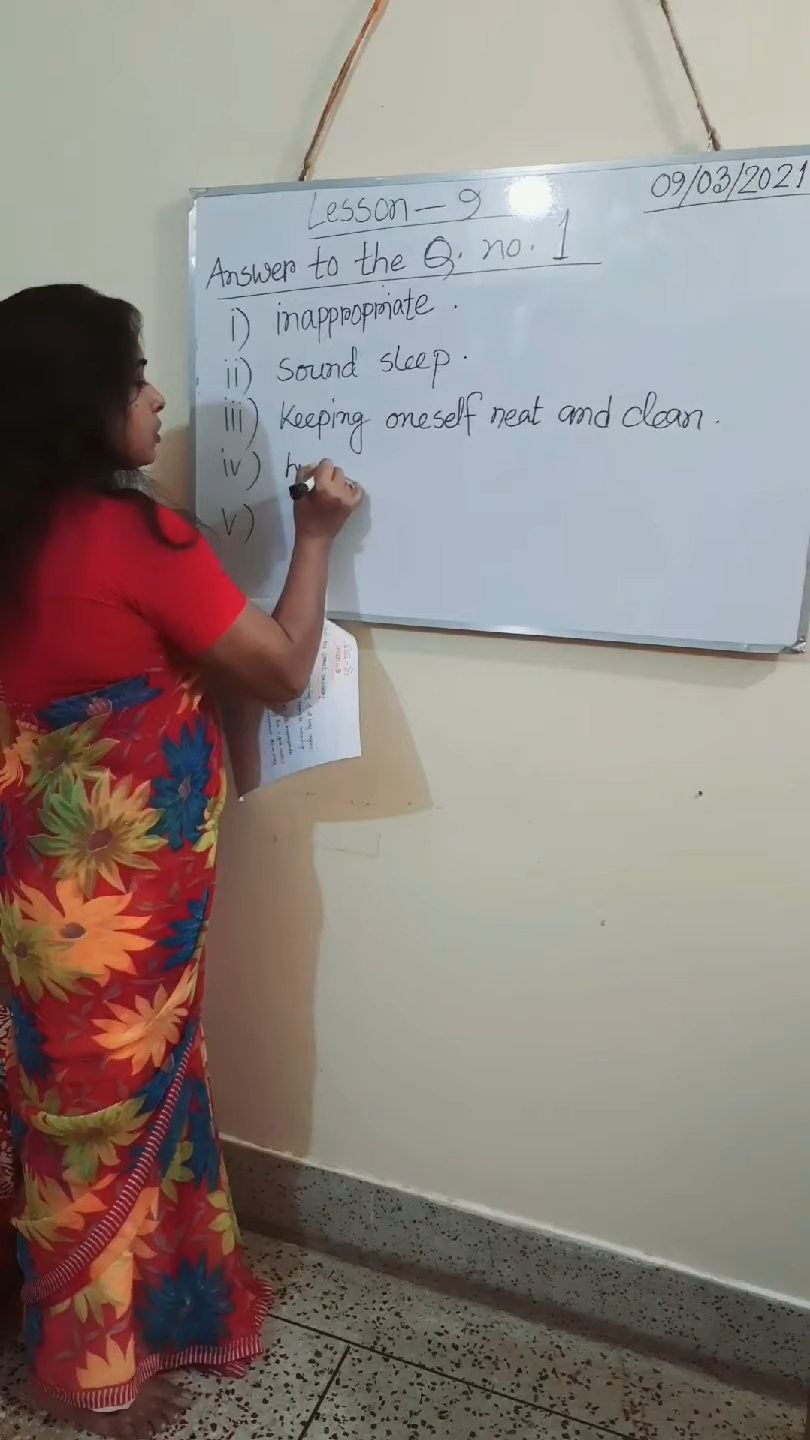 Lesson - 9
09/03/2021
Answer to the Q. no. 1
i) inappropriate.
ii) Sound sleep.
iii) Keeping oneself neat and clean.
iv) h
v)